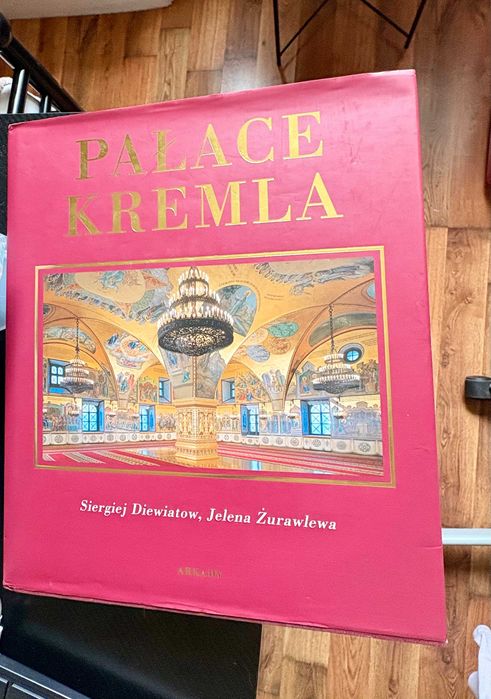 PAŁACE
KREMLA
Siergiej Diewiatow, Jelena Żurawlewa
ARKADY